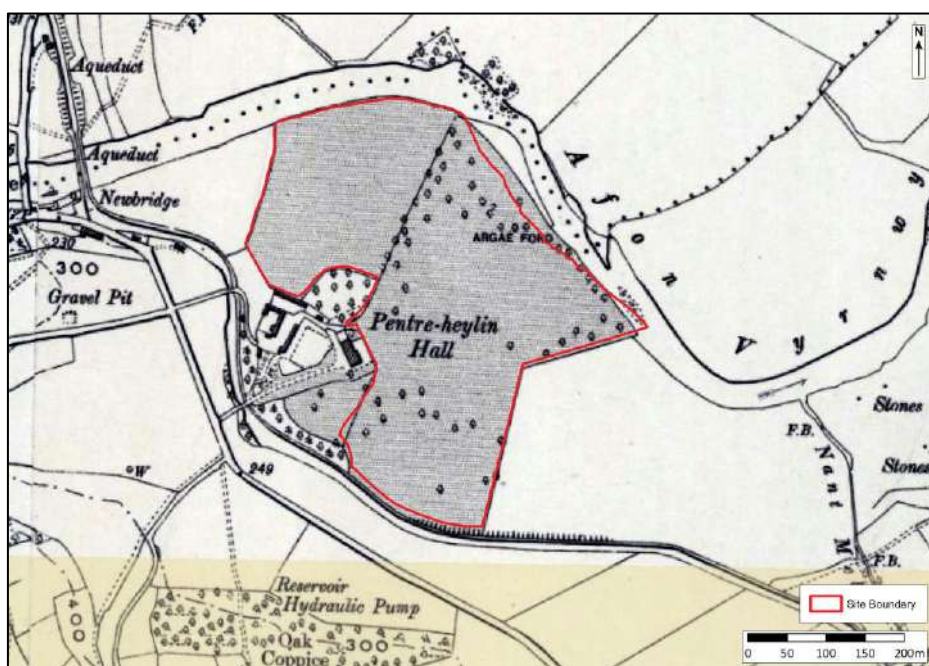 N
Aqueduct
Aqueduct
Newbridge
230
300
Gravel Pit
Pentre-heylin
Hall
ARGAE FORD
Afon Vyrnwy
Stones
F.B.
Stones
Nant
F.B.
W
249
Reservoir
Hydraulic Pump
Oak
Coppice
300
400
Site Boundary
0 50 100 150 200m